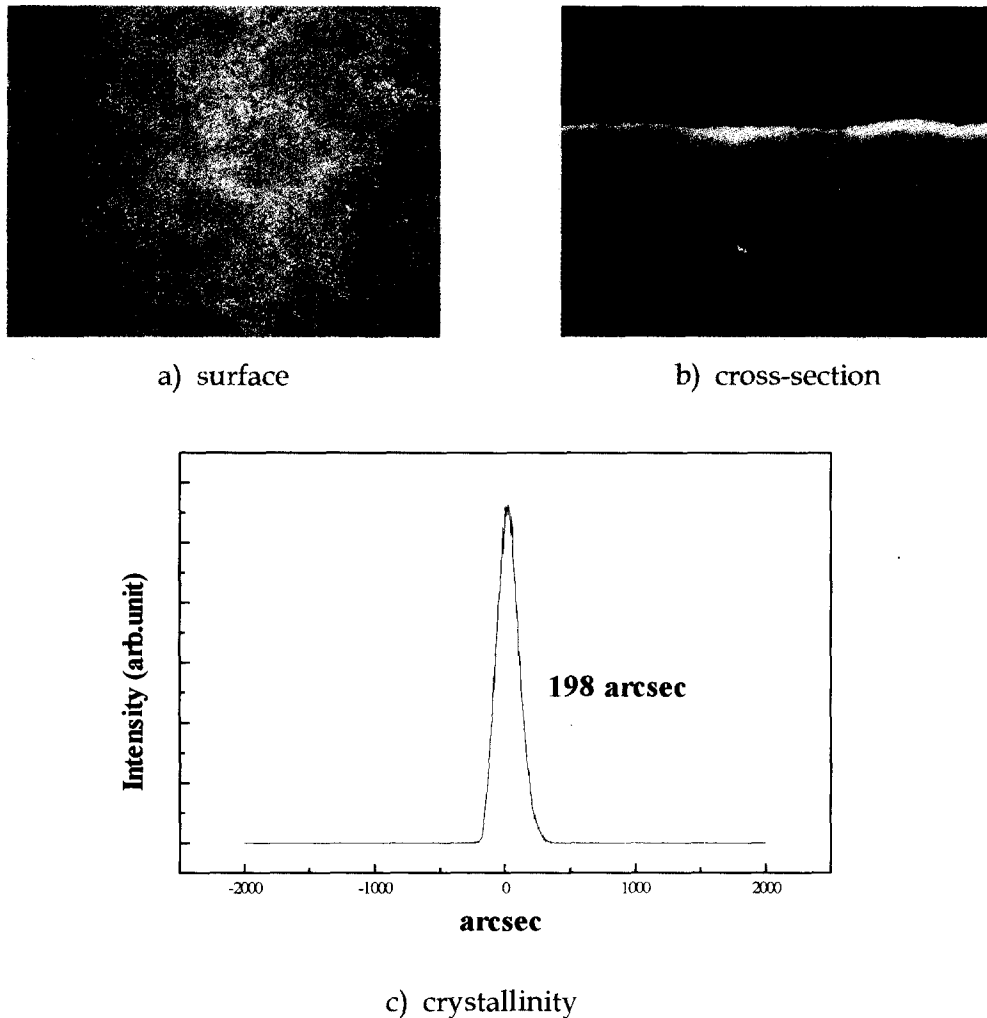 a) surface
b) cross-section
Intensity (arb.unit)
198 arcsec
-2000
-1000
0
1000
2000
arcsec
c) crystallinity